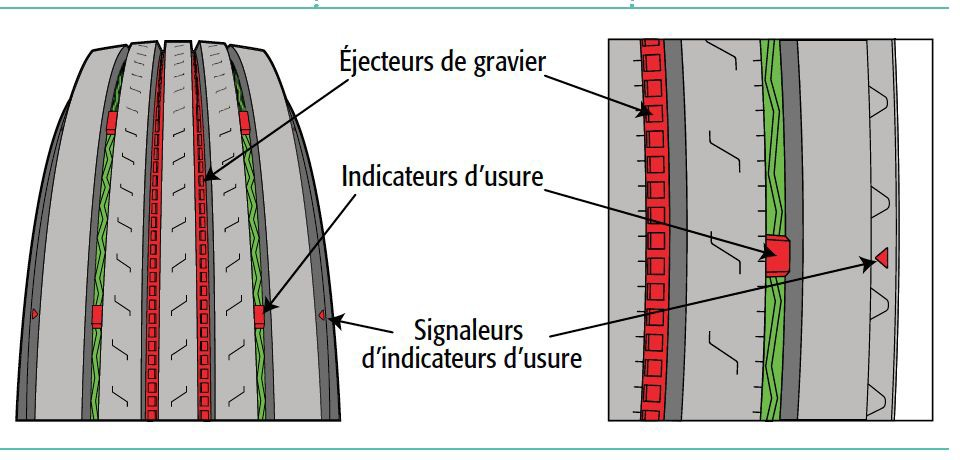 Éjecteurs de gravier
Indicateurs d’usure
Signaleurs
d’indicateurs d’usure